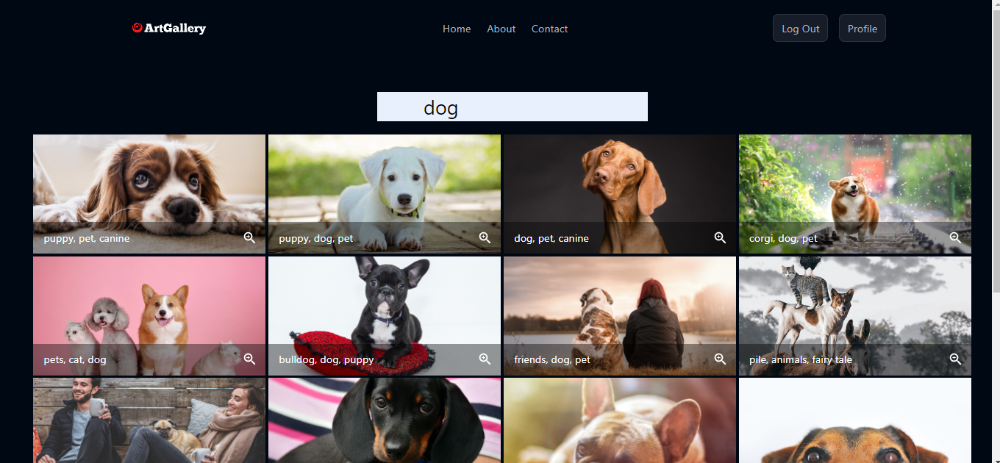 ArtGallery
Home About Contact
Log Out Profile
dog
puppy, pet, canine
puppy, dog, pet
dog, pet, canine
corgi, dog, pet
pets, cat, dog
bulldog, dog, puppy
friends, dog, pet
pile, animals, fairy tale